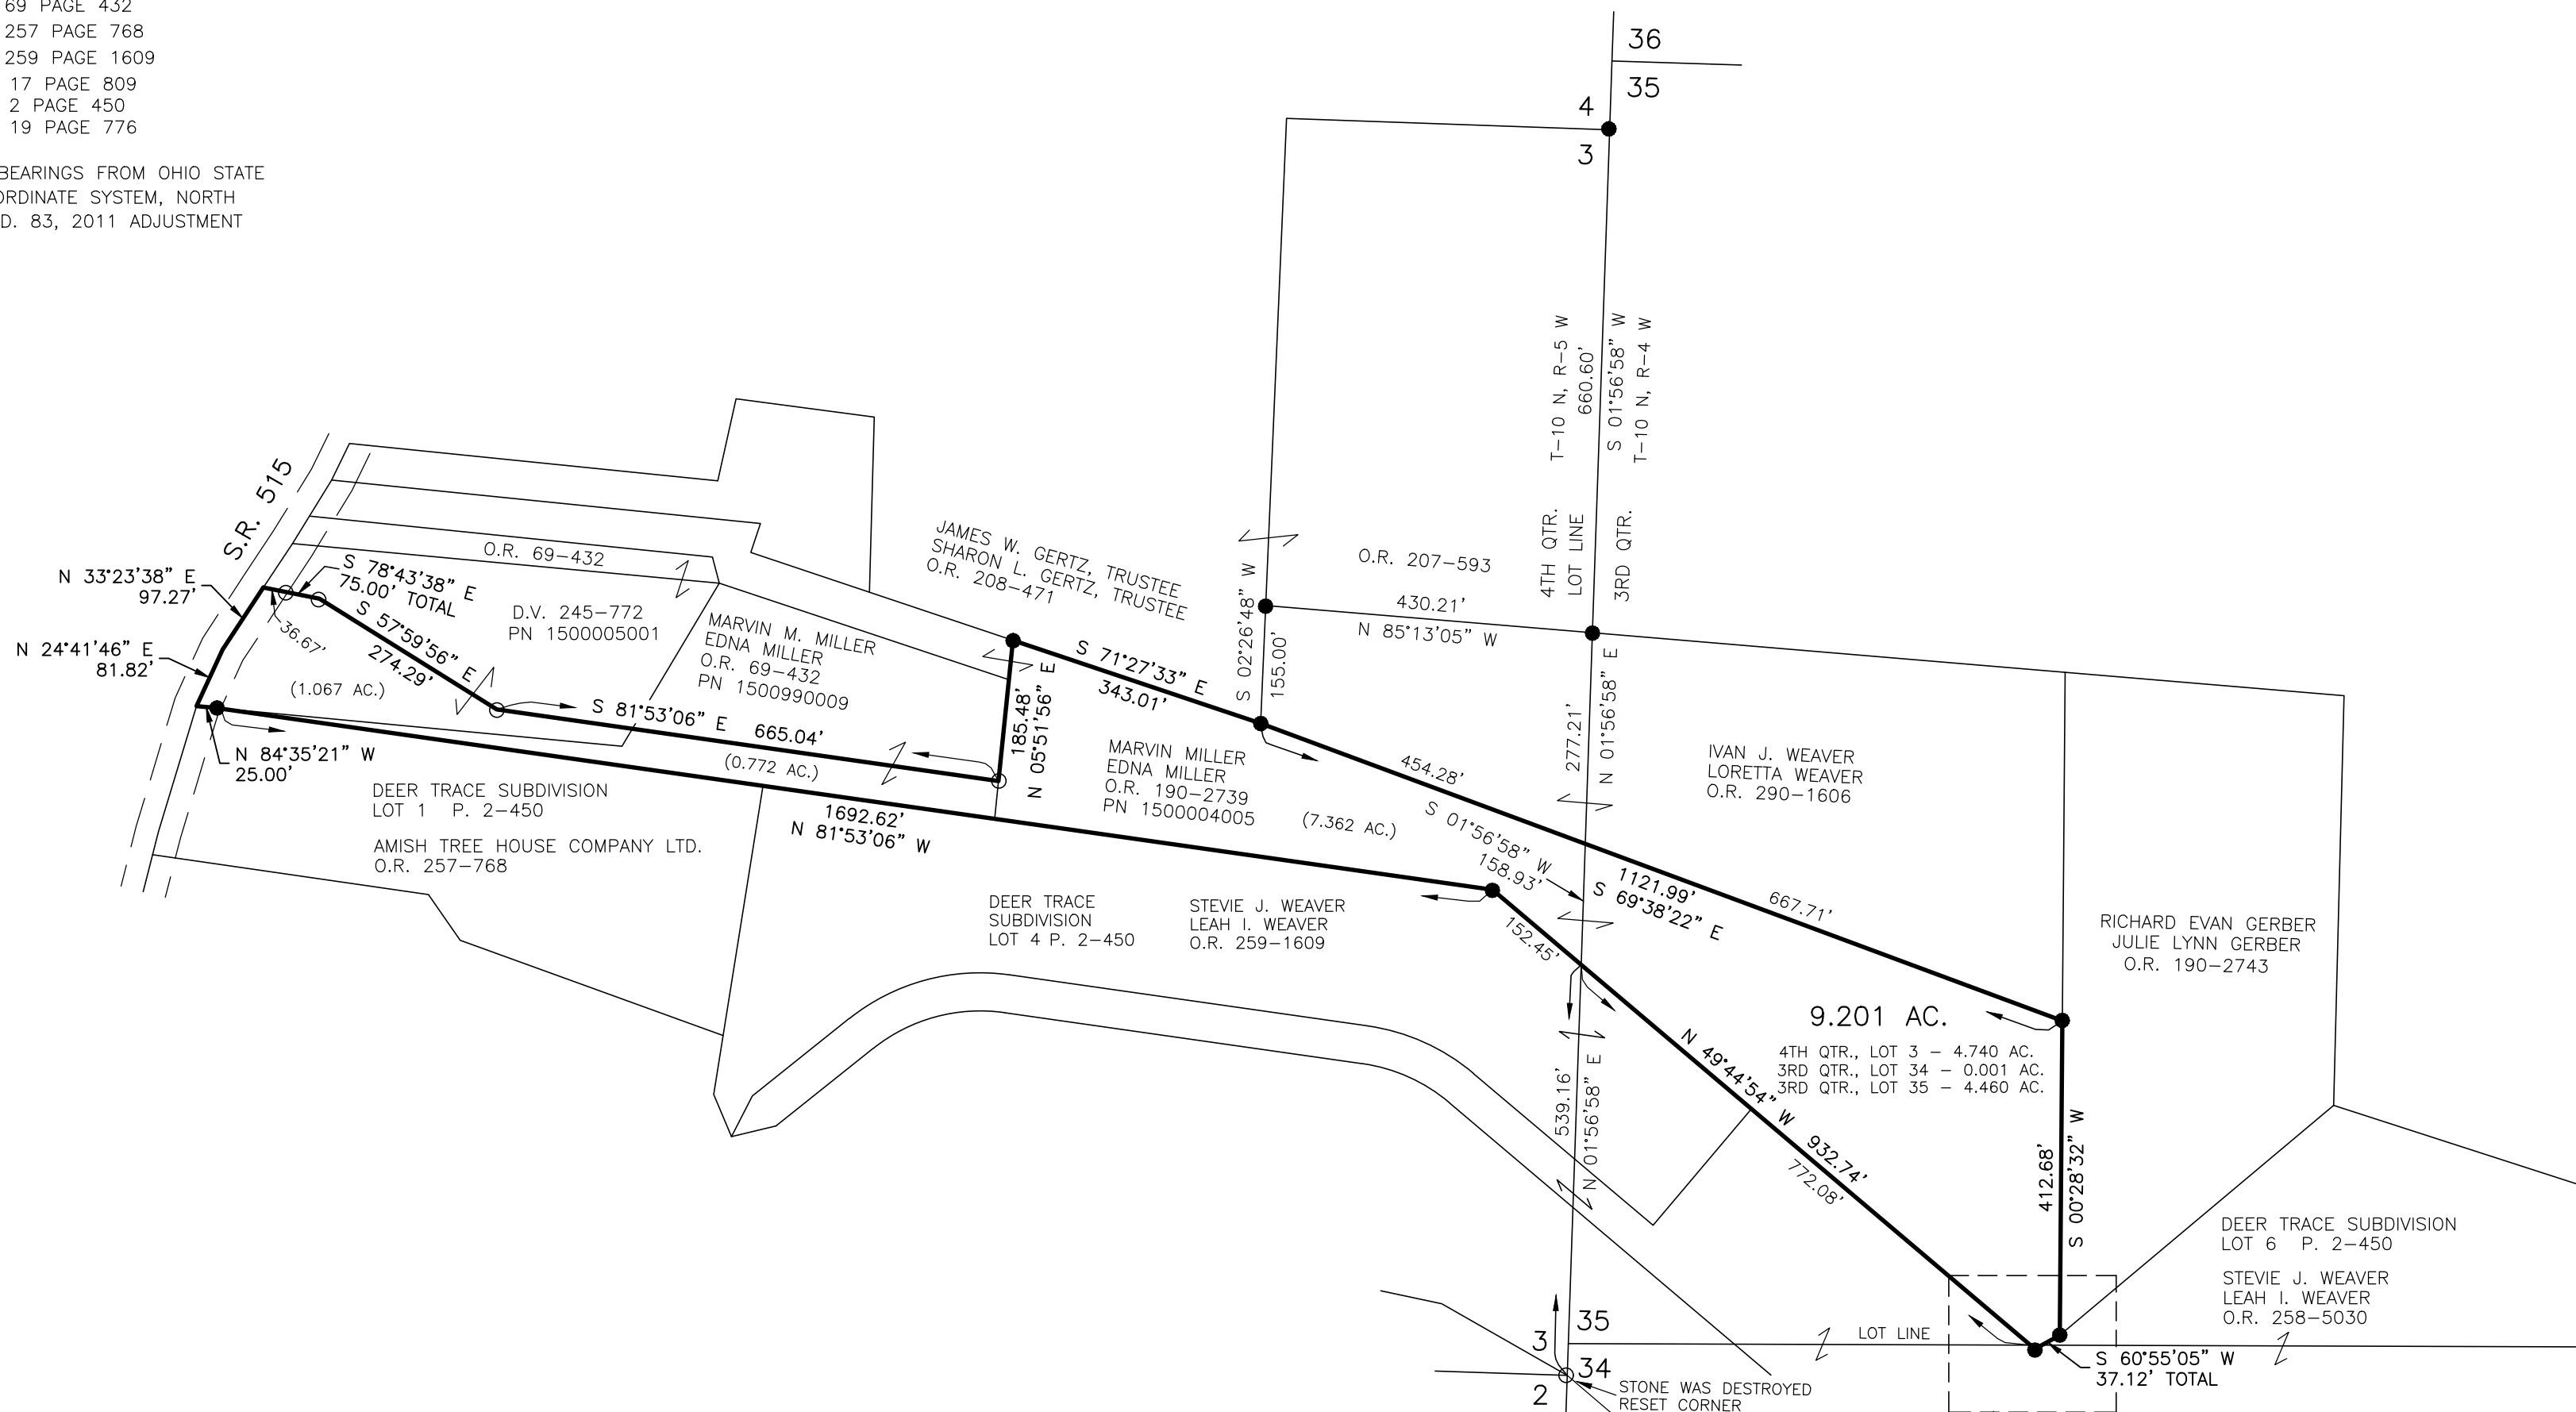 69 PAGE 432
257 PAGE 768
259 PAGE 1609
17 PAGE 809
2 PAGE 450
19 PAGE 776
BEARINGS FROM OHIO STATE
ORDINATE SYSTEM, NORTH
D. 83, 2011 ADJUSTMENT
36
35
4
3
T-10 N, R-5 W
660.60'
S 01°56'58" W
T-10 N, R-4 W
4TH QTR.
LOT LINE
3RD QTR.
S.R. 515
N 33°23'38" E
97.27'
N 24°41'46" E
81.82'
O.R. 69-432
S 78°43'38" E
75.00' TOTAL
36.67'
S 57°59'56" E
274.29'
(1.067 AC.)
D.V. 245-772
PN 1500005001
MARVIN M. MILLER
EDNA MILLER
O.R. 69-432
PN 1500990009
JAMES W. GERTZ, TRUSTEE
SHARON L. GERTZ, TRUSTEE
O.R. 208-471
S 02°26'48" W
155.00'
O.R. 207-593
430.21'
N 85°13'05" W
S 71°27'33" E
343.01'
185.48'
N 05°51'56" E
S 81°53'06" E
665.04'
(0.772 AC.)
N 84°35'21" W
25.00'
DEER TRACE SUBDIVISION
LOT 1 P. 2-450
AMISH TREE HOUSE COMPANY LTD.
O.R. 257-768
1692.62'
N 81°53'06" W
MARVIN MILLER
EDNA MILLER
O.R. 190-2739
PN 1500004005
(7.362 AC.)
454.28'
277.21'
N 01°56'58" E
IVAN J. WEAVER
LORETTA WEAVER
O.R. 290-1606
S 01°56'58" W
158.93'
1121.99'
S 69°38'22" E
667.71'
DEER TRACE
SUBDIVISION
LOT 4 P. 2-450
STEVIE J. WEAVER
LEAH I. WEAVER
O.R. 259-1609
152.45'
RICHARD EVAN GERBER
JULIE LYNN GERBER
O.R. 190-2743
9.201 AC.
4TH QTR., LOT 3 - 4.740 AC.
3RD QTR., LOT 34 - 0.001 AC.
3RD QTR., LOT 35 - 4.460 AC.
N 49°44'54" W 932.74'
772.08'
539.16'
N 01°56'58" E
412.68'
S 00°28'32" W
DEER TRACE SUBDIVISION
LOT 6 P. 2-450
STEVIE J. WEAVER
LEAH I. WEAVER
O.R. 258-5030
35
3
34
2
LOT LINE
S 60°55'05" W
37.12' TOTAL
STONE WAS DESTROYED
RESET CORNER